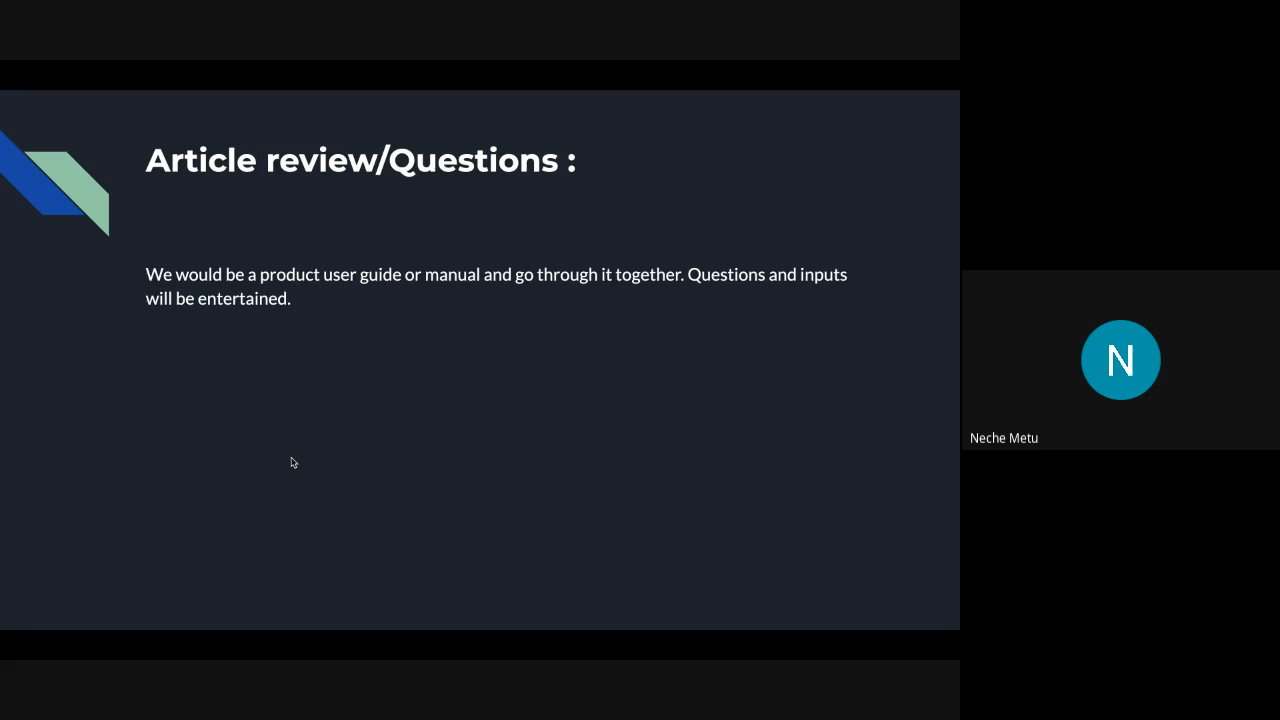 Article review/Questions :
We would be a product user guide or manual and go through it together. Questions and inputs
will be entertained.
N
Neche Metu